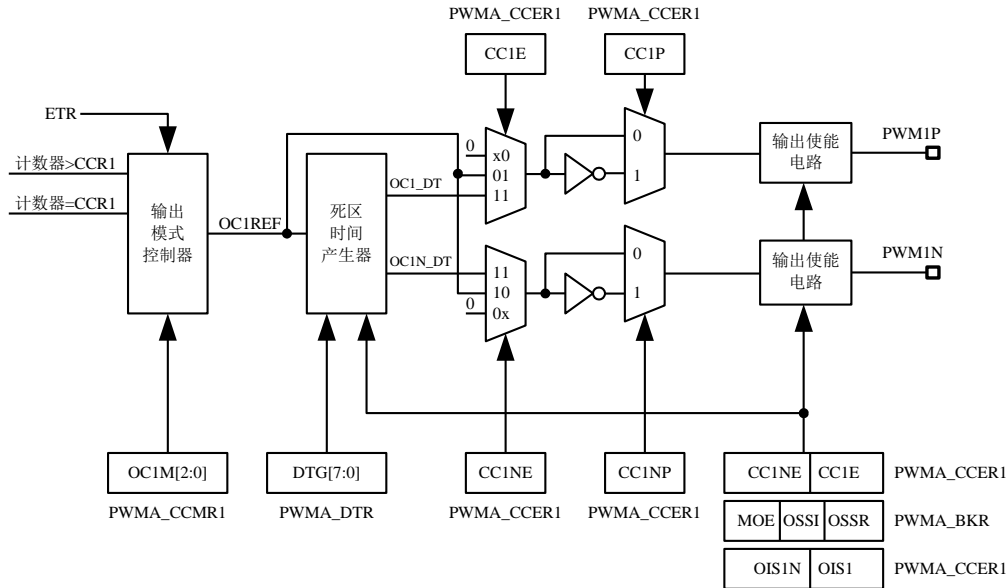 PWMA_CCER1
PWMA_CCER1
CC1E
CC1P
ETR
计数器>CCR1
计数器=CCR1
输出
模式
控制器
OC1REF
死区
时间
产生器
OC1_DT
OC1N_DT
0
x0
01
11
11
10
0x
0
0
1
0
1
输出使能
电路
PWM1P
输出使能
电路
PWM1N
OC1M[2:0]
PWMA_CCMR1
DTG[7:0]
PWMA_DTR
CC1NE
PWMA_CCER1
CC1NP
PWMA_CCER1
CC1NE CC1E PWMA_CCER1
MOE OSSI OSSR PWMA_BKR
OIS1N OIS1 PWMA_CCER1